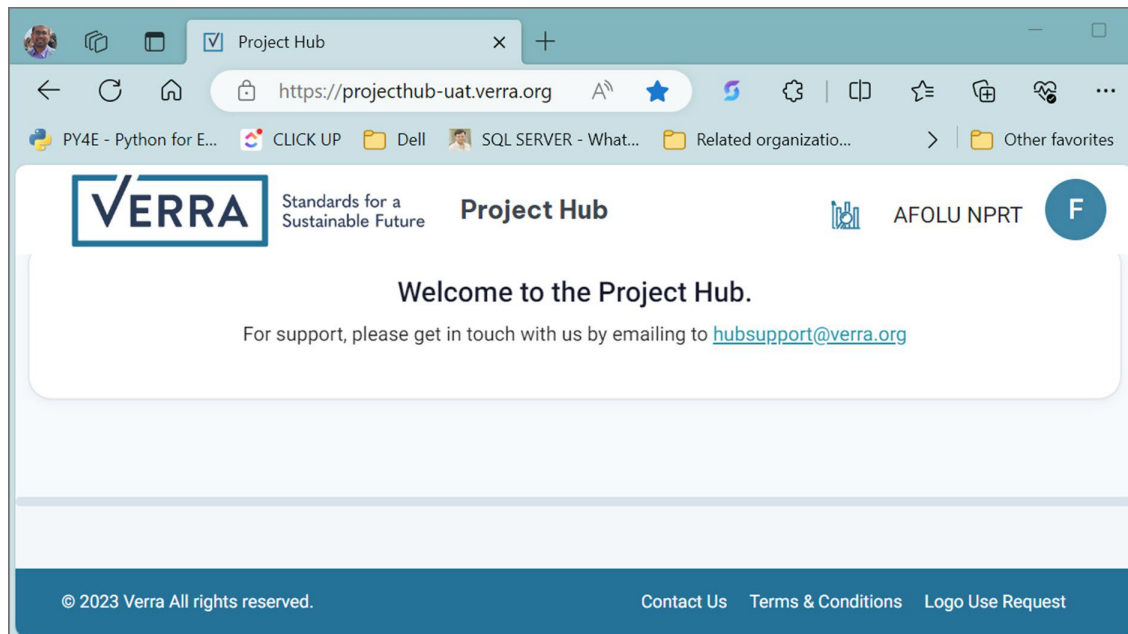 Project Hub
https://projecthub-uat.verra.org
PY4E - Python for E...
CLICK UP
Dell
SQL SERVER - What...
Related organizatio...
Other favorites
VERRA
Standards for a
Sustainable Future
Project Hub
AFOLU NPRT
F
Welcome to the Project Hub.
For support, please get in touch with us by emailing to hubsupport@verra.org
© 2023 Verra All rights reserved.
Contact Us
Terms & Conditions
Logo Use Request